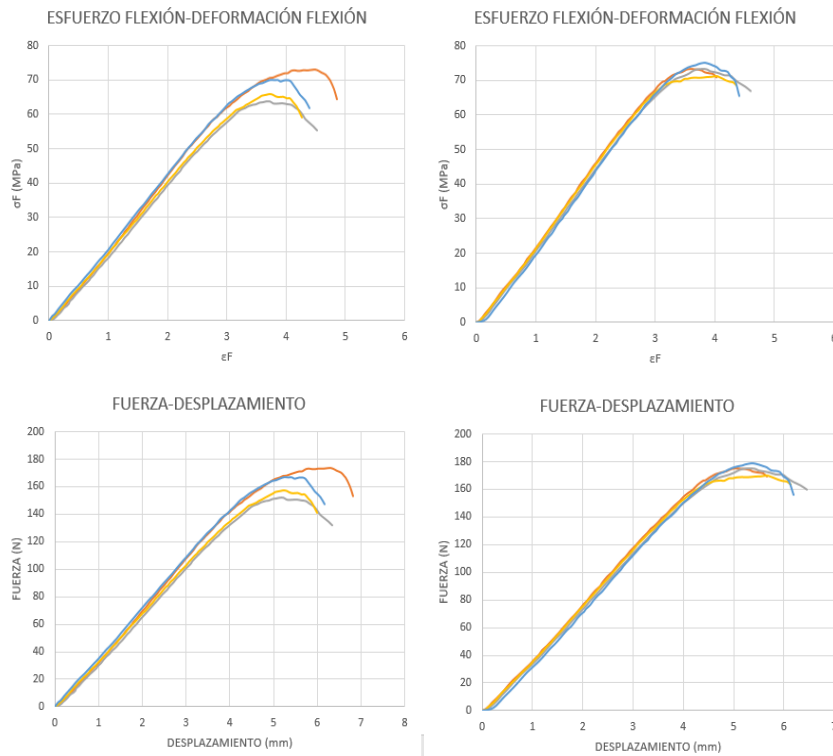 ESFUERZO FLEXIÓN-DEFORMACIÓN FLEXIÓN
80
70
60
50
40
30
20
10
0
σF (MPa)
0 1 2 3 4 5 6
εF
ESFUERZO FLEXIÓN-DEFORMACIÓN FLEXIÓN
80
70
60
50
40
30
20
10
0
σF (MPa)
0 1 2 3 4 5 6
εF
FUERZA-DESPLAZAMIENTO
200
180
160
140
120
100
80
60
40
20
0
FUERZA (N)
0 1 2 3 4 5 6 7 8
DESPLAZAMIENTO (mm)
FUERZA-DESPLAZAMIENTO
200
180
160
140
120
100
80
60
40
20
0
FUERZA (N)
0 1 2 3 4 5 6 7
DESPLAZAMIENTO (mm)